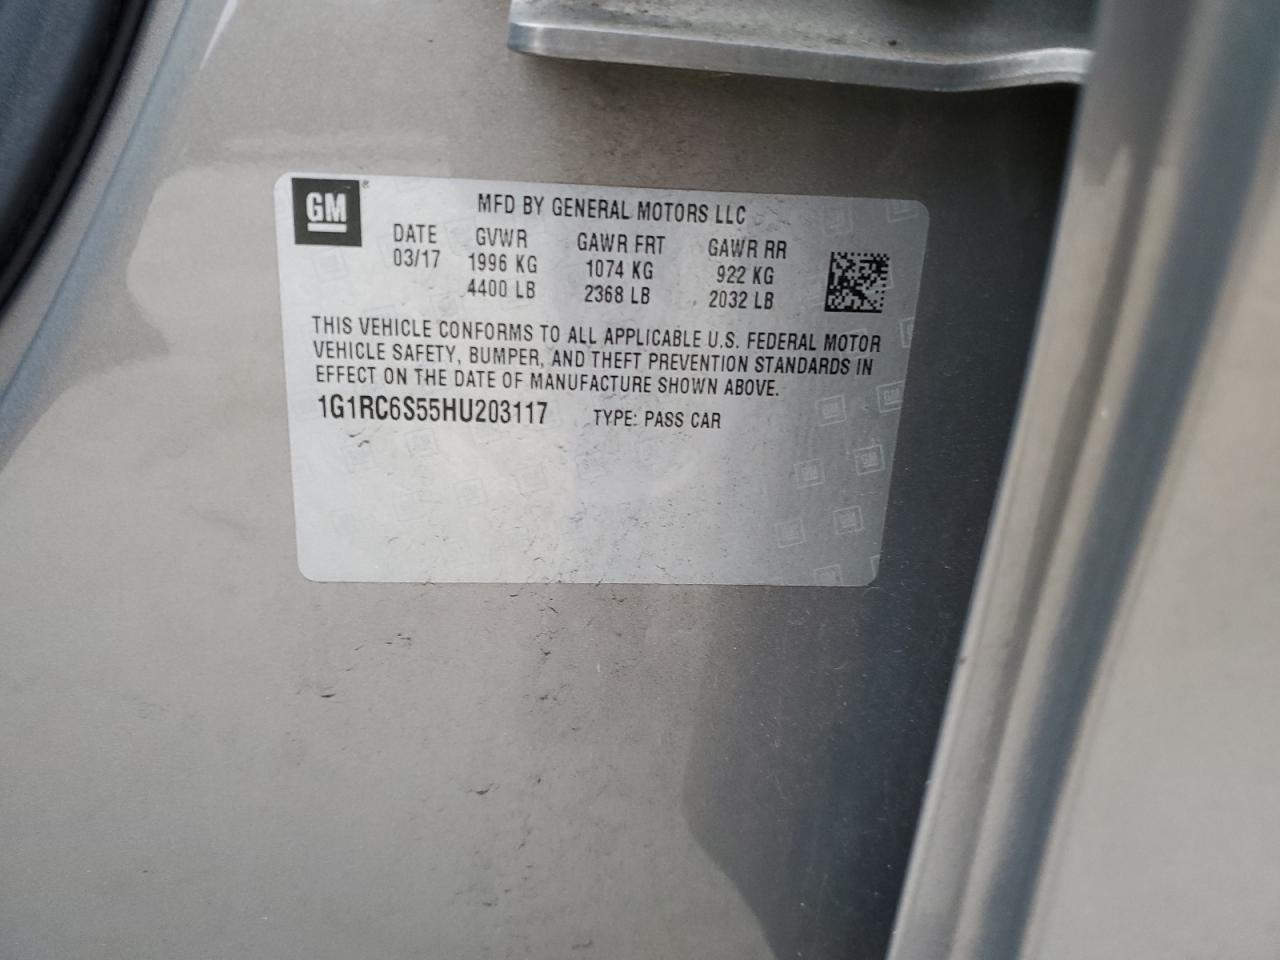 GM®
MFD BY GENERAL MOTORS LLC
DATE GVWR GAWR FRT GAWR RR
03/17 1996 KG 1074 KG 922 KG
4400 LB 2368 LB 2032 LB
THIS VEHICLE CONFORMS TO ALL APPLICABLE U.S. FEDERAL MOTOR
VEHICLE SAFETY, BUMPER, AND THEFT PREVENTION STANDARDS IN
EFFECT ON THE DATE OF MANUFACTURE SHOWN ABOVE.
1G1RC6S55HU203117 TYPE: PASS CAR